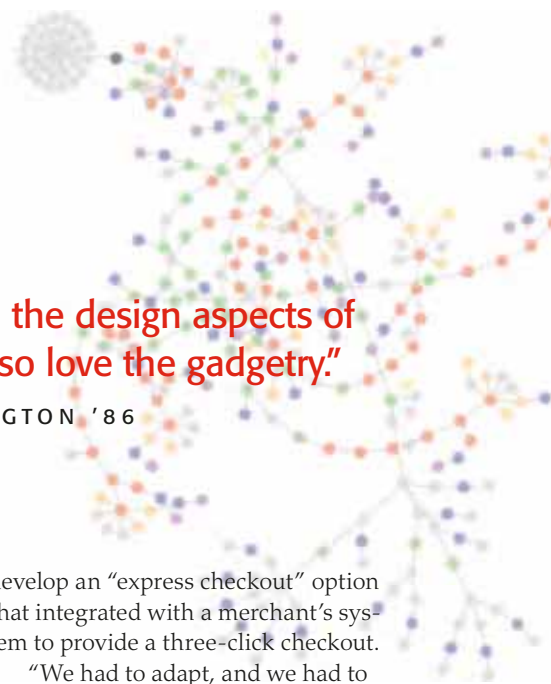 the design aspects of
so love the gadgetry.”
GTON ’86
evelop an “express checkout” option
hat integrated with a merchant’s sys-
em to provide a three-click checkout.
“We had to adapt, and we had to